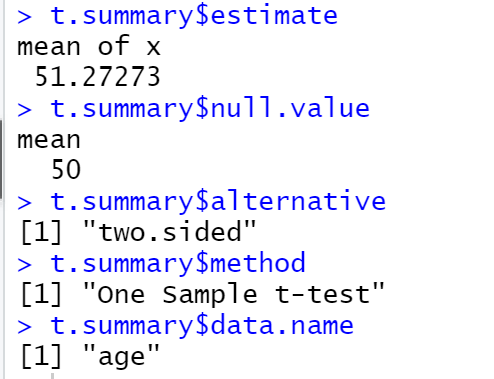 > t.summary$estimate
mean of x
 51.27273
> t.summary$null.value
mean
  50
> t.summary$alternative
[1] "two.sided"
> t.summary$method
[1] "One Sample t-test"
> t.summary$data.name
[1] "age"